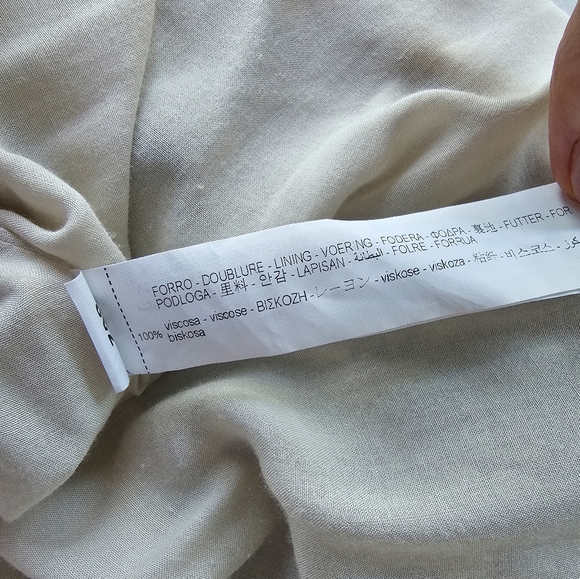 FORRO - DOUBLURE - LINING - VOERING - FODERA - ΦΟΔΡΑ - 裏地 - FUTTER - FOR
PODLOGA - 里料 - 안감 - LAPISAN - البطانة - FOLRE - FORRUA
100% viscosa - viscose - ΒΙΣΚΟΖΗ - レーヨン - viskose - viskoza - 粘纤 - 비스코스 -
biskosa